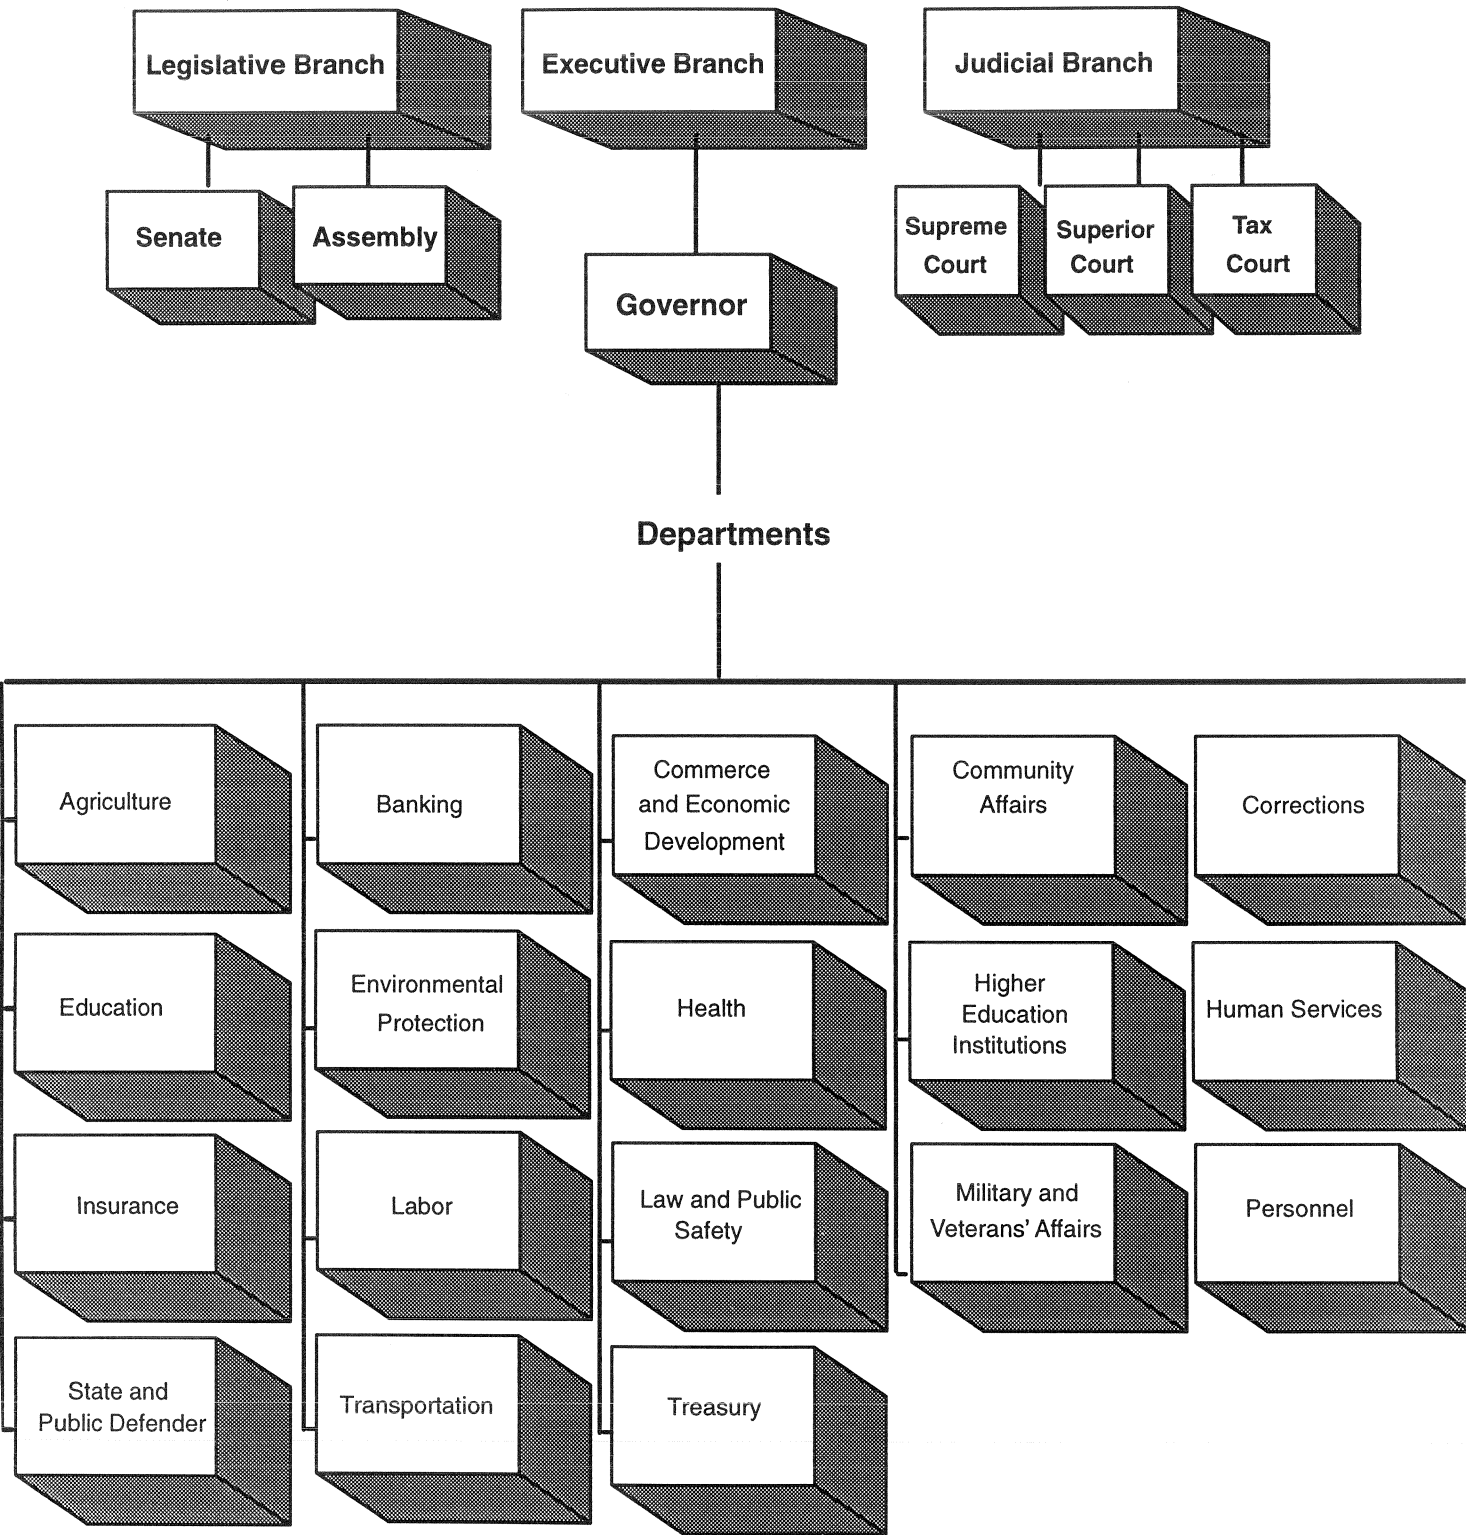 Legislative Branch
Executive Branch
Judicial Branch
Senate
Assembly
Governor
Supreme
Court
Superior
Court
Tax
Court
Departments
Agriculture
Banking
Commerce
and Economic
Development
Community
Affairs
Corrections
Education
Environmental
Protection
Health
Higher
Education
Institutions
Human Services
Insurance
Labor
Law and Public
Safety
Military and
Veterans' Affairs
Personnel
State and
Public Defender
Transportation
Treasury